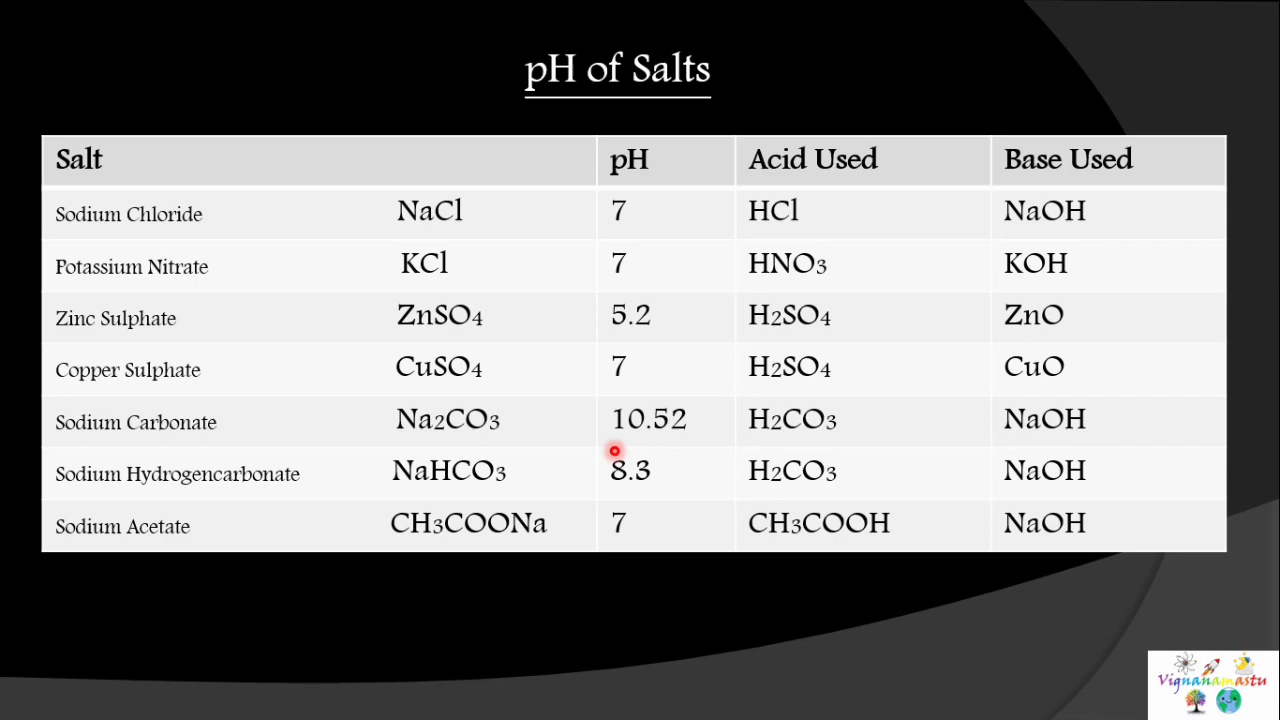 pH of Salts
Salt pH Acid Used Base Used
Sodium Chloride NaCl 7 HCl NaOH
Potassium Nitrate KCl 7 HNO3 KOH
Zinc Sulphate ZnSO4 5.2 H2SO4 ZnO
Copper Sulphate CuSO4 7 H2SO4 CuO
Sodium Carbonate Na2CO3 10.52 H2CO3 NaOH
Sodium Hydrogencarbonate NaHCO3 8.3 H2CO3 NaOH
Sodium Acetate CH3COONa 7 CH3COOH NaOH
Vignanamastu